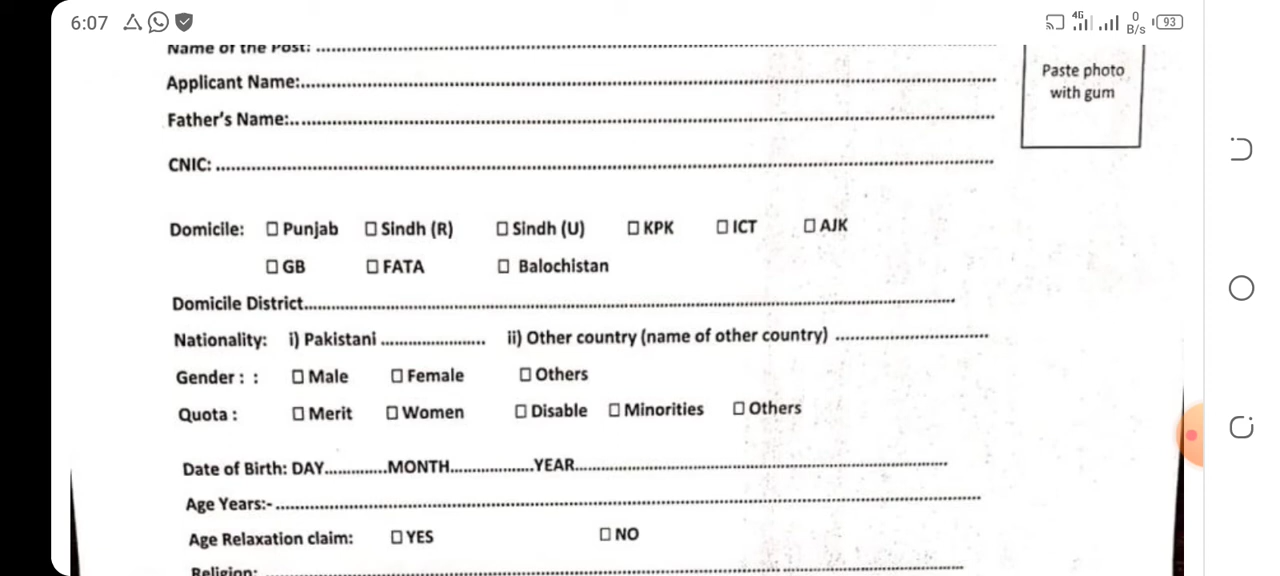 6:07 4G 0 B/s 93
Name of the Post: ........................................
Applicant Name:........................................
Father's Name:........................................
CNIC: ........................................
Paste photo
with gum
Domicile: ☐ Punjab ☐ Sindh (R) ☐ Sindh (U) ☐ KPK ☐ ICT ☐ AJK
☐ GB ☐ FATA ☐ Balochistan
Domicile District........................................
Nationality: i) Pakistani ........................ ii) Other country (name of other country) ........................
Gender : : ☐ Male ☐ Female ☐ Others
Quota : ☐ Merit ☐ Women ☐ Disable ☐ Minorities ☐ Others
Date of Birth: DAY.............MONTH.................YEAR........................................
Age Years:- ........................................
Age Relaxation claim: ☐ YES ☐ NO
Religion: ........................................